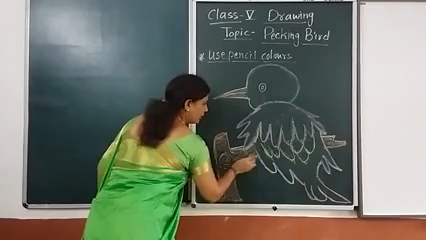 Class-V Drawing
Topic- Pecking Bird
* Use pencil colours